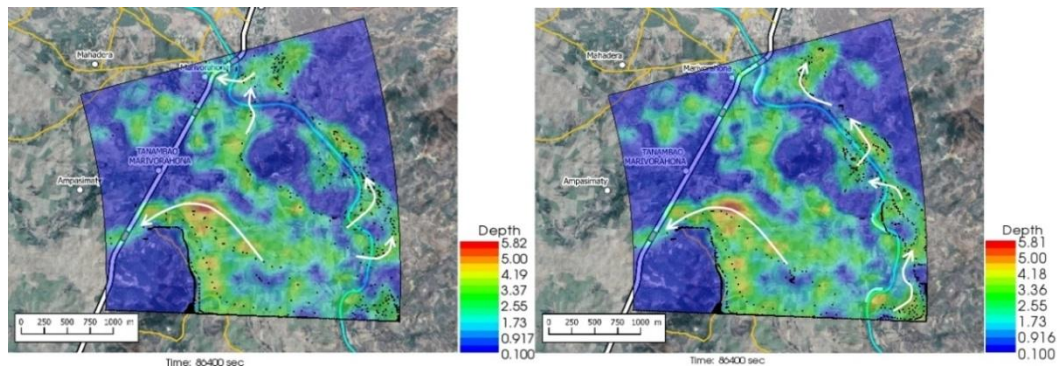 Mahadera
Marivorahona
TANAMBAO
MARIVORAHONA
Ampasimaty
0 250 500 750 1000 m
Time: 86400 sec
Depth
5.82
5.00
4.19
3.37
2.55
1.73
0.917
0.100
Mahadera
Marivorahona
TANAMBAO
MARIVORAHONA
Ampasimaty
0 250 500 750 1000 m
Time: 86400 sec
Depth
5.81
5.00
4.18
3.36
2.55
1.73
0.916
0.100